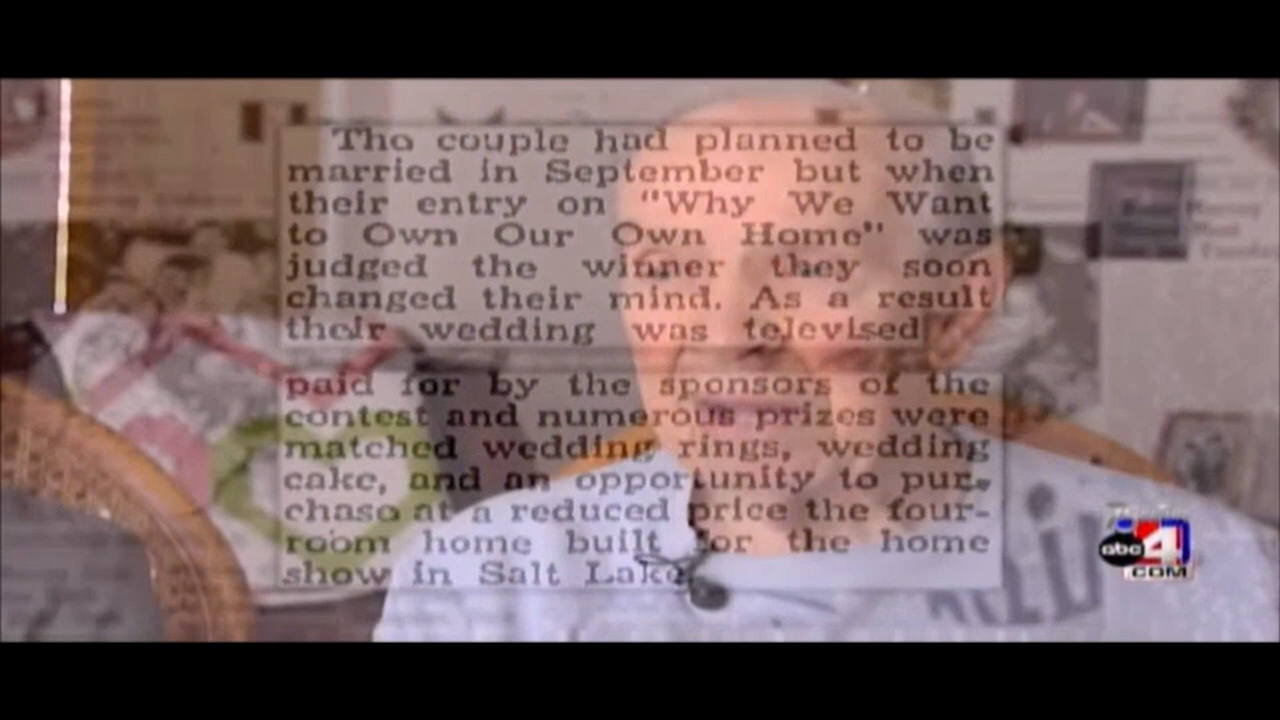 The couple had planned to be
married in September but when
their entry on "Why We Want
to Own Our Own Home" was
judged the winner they soon
changed their mind. As a result
their wedding was televised
paid for by the sponsors of the
contest and numerous prizes were
matched wedding rings, wedding
cake, and an opportunity to pur-
chase at a reduced price the four-
room home built for the home
show in Salt Lake
abc 4
COM